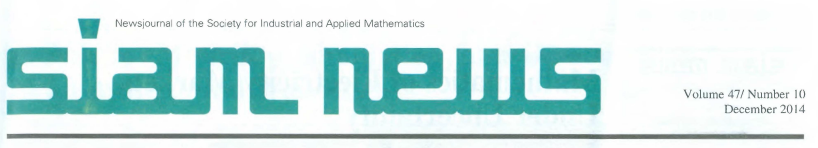 Newsjournal of the Society for Industrial and Applied Mathematics
siam news
Volume 47/ Number 10
December 2014